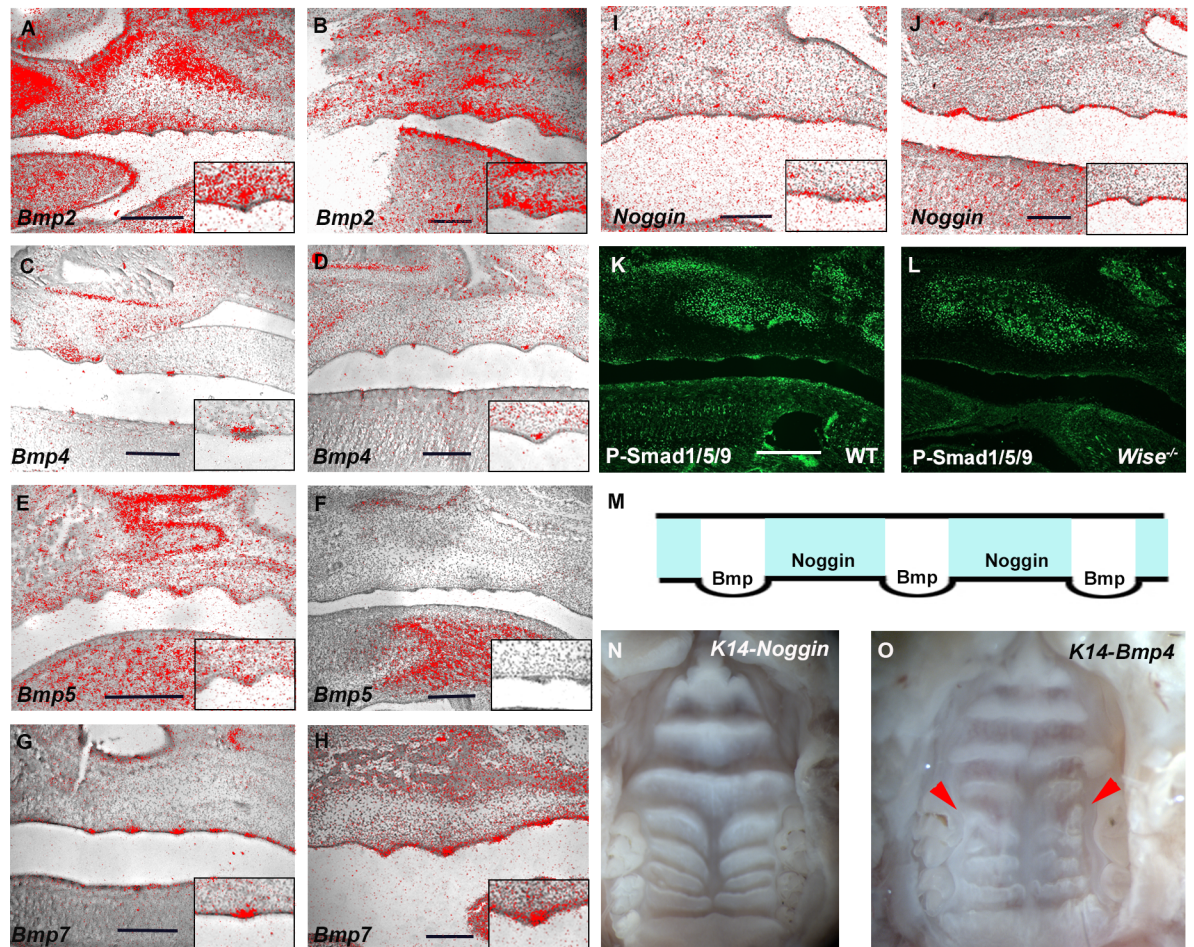 A
Bmp2
B
Bmp2
C
Bmp4
D
Bmp4
E
Bmp5
F
Bmp5
G
Bmp7
H
Bmp7
I
Noggin
J
Noggin
K
P-Smad1/5/9 WT
L
P-Smad1/5/9 Wise-/-
M
Noggin Noggin
Bmp Bmp Bmp
N K14-Noggin
O K14-Bmp4